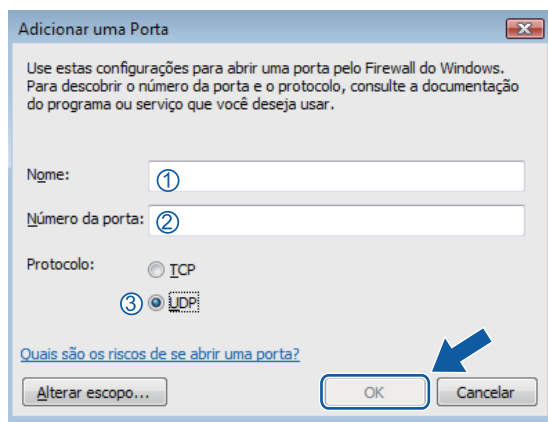 Adicionar uma Porta
Use estas configurações para abrir uma porta pelo Firewall do Windows.
Para descobrir o número da porta e o protocolo, consulte a documentação
do programa ou serviço que você deseja usar.
Nome: ①
Número da porta: ②
Protocolo: TCP
③ UDP
Quais são os riscos de se abrir uma porta?
Alterar escopo... OK Cancelar